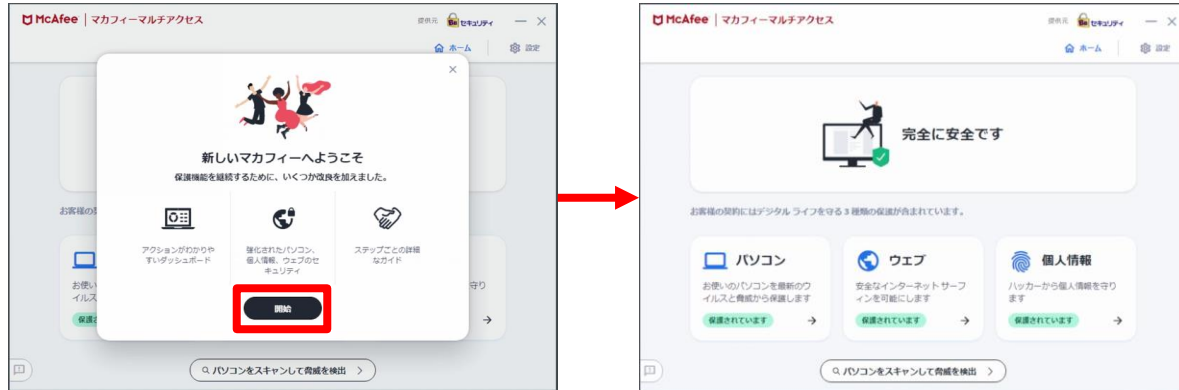 McAfee | マカフィーマルチアクセス
提供元 セキュリティ
ホーム
設定
新しいマカフィーへようこそ
保護機能を継続するために、いくつか改良を加えました。
アクションがわかりや
すいダッシュボード
強化されたパソコン、
個人情報、ウェブのセ
キュリティ
ステップごとの詳細
なガイド
開始
お客様の
お使い
イルス
保護
守り
パソコンをスキャンして脅威を検出
McAfee | マカフィーマルチアクセス
提供元 セキュリティ
ホーム
設定
完全に安全です
お客様の契約にはデジタル ライフを守る 3 種類の保護が含まれています。
パソコン
お使いのパソコンを最新のウ
イルスと脅威から保護します
保護されています
ウェブ
安全なインターネット サーフ
ィンを可能にします
保護されています
個人情報
ハッカーから個人情報を守り
ます
保護されています
パソコンをスキャンして脅威を検出